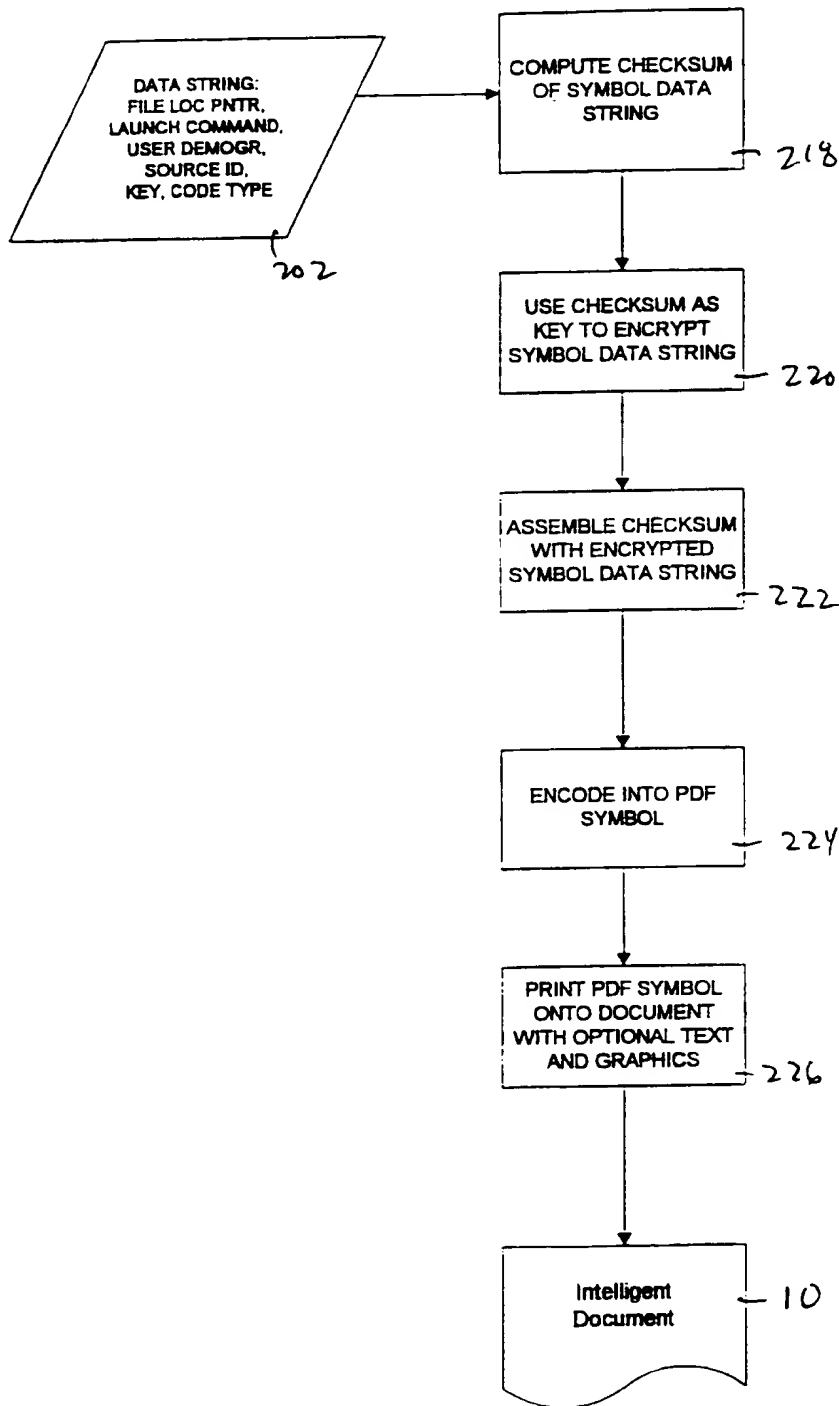 DATA STRING:
FILE LOC PNTR,
LAUNCH COMMAND,
USER DEMOGR,
SOURCE ID,
KEY, CODE TYPE
202
COMPUTE CHECKSUM
OF SYMBOL DATA
STRING
218
USE CHECKSUM AS
KEY TO ENCRYPT
SYMBOL DATA STRING
220
ASSEMBLE CHECKSUM
WITH ENCRYPTED
SYMBOL DATA STRING
222
ENCODE INTO PDF
SYMBOL
224
PRINT PDF SYMBOL
ONTO DOCUMENT
WITH OPTIONAL TEXT
AND GRAPHICS
226
Intelligent
Document
10